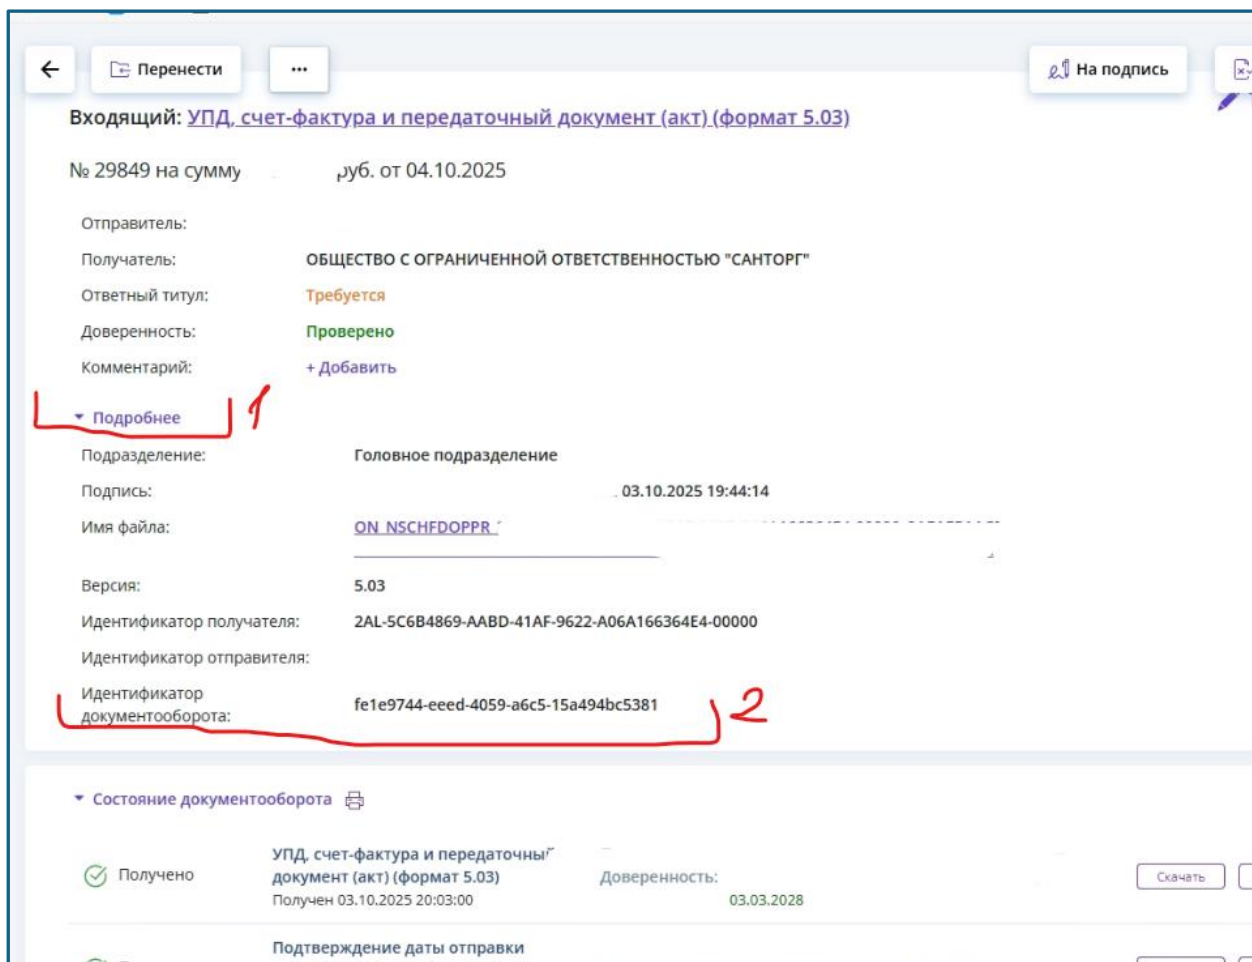 Перенести
...
На подпись
Входящий: УПД, счет-фактура и передаточный документ (акт) (формат 5.03)
№ 29849 на сумму руб. от 04.10.2025
Отправитель:
Получатель: ОБЩЕСТВО С ОГРАНИЧЕННОЙ ОТВЕТСТВЕННОСТЬЮ "САНТОРГ"
Ответный титул: Требуется
Доверенность: Проверено
Комментарий: + Добавить
Подробнее 1
Подразделение: Головное подразделение
Подпись: 03.10.2025 19:44:14
Имя файла: ON_NSCHFDOPPR_
Версия: 5.03
Идентификатор получателя: 2AL-5C6B4869-AABD-41AF-9622-A06A166364E4-00000
Идентификатор отправителя:
Идентификатор
документооборота: fe1e9744-eeed-4059-a6c5-15a494bc5381 2
Состояние документооборота
Получено
УПД, счет-фактура и передаточный
документ (акт) (формат 5.03)
Получен 03.10.2025 20:03:00
Доверенность:
03.03.2028
Скачать
Подтверждение даты отправки